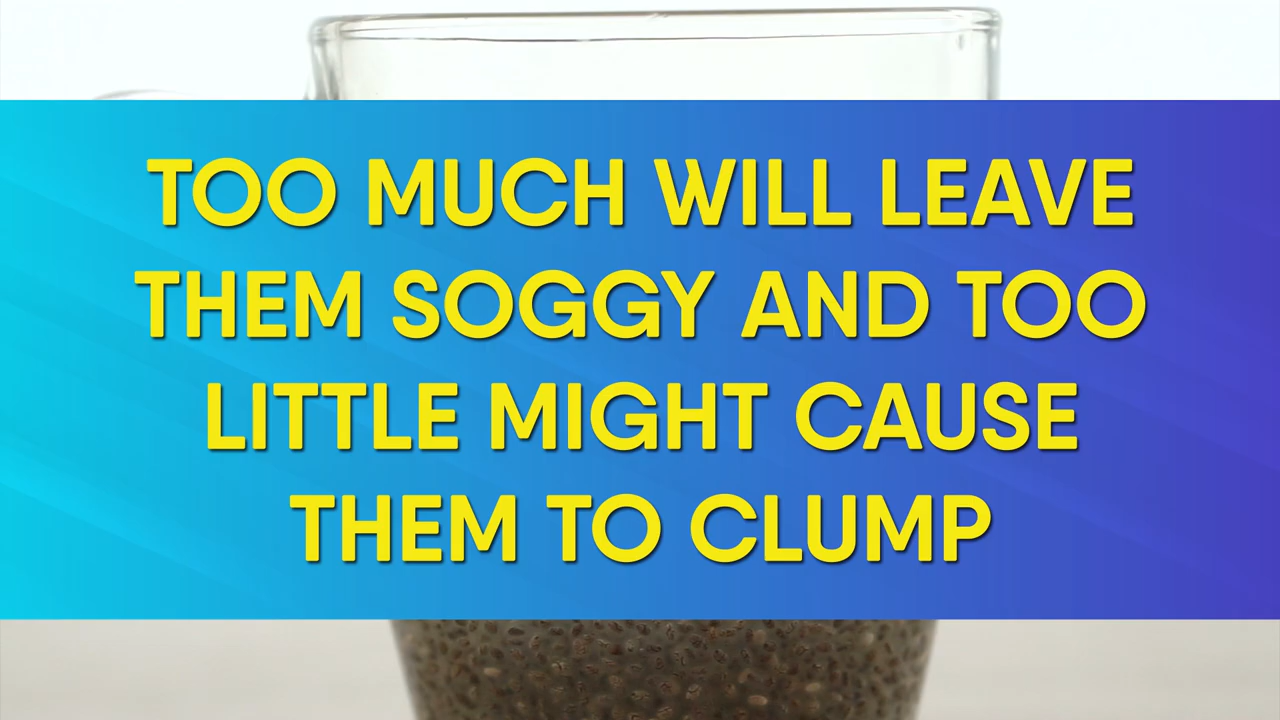 TOO MUCH WILL LEAVE
THEM SOGGY AND TOO
LITTLE MIGHT CAUSE
THEM TO CLUMP